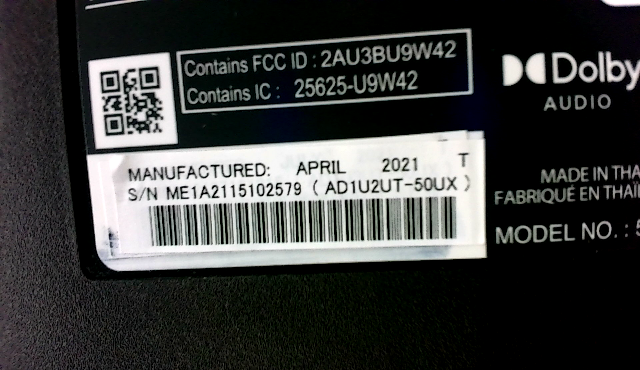 Contains FCC ID : 2AU3BU9W42
Contains IC : 25625-U9W42
Dolby
AUDIO
MANUFACTURED: APRIL 2021 T
S/N ME1A2115102579 ( AD1U2UT-50UX )
MADE IN THA
FABRIQUÉ EN THAÏ
MODEL NO. : 5